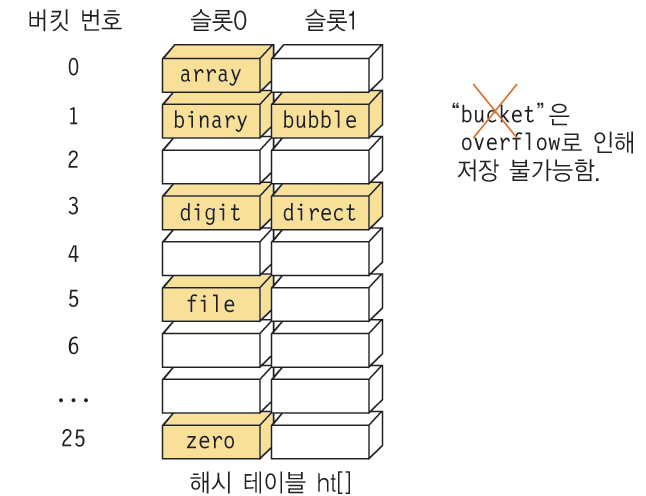 버킷 번호 슬롯0 슬롯1
0 array
1 binary bubble
2
3 digit direct
4
5 file
6
...
25 zero
“bucket”은
overflow로 인해
저장 불가능함.
해시 테이블 ht[]